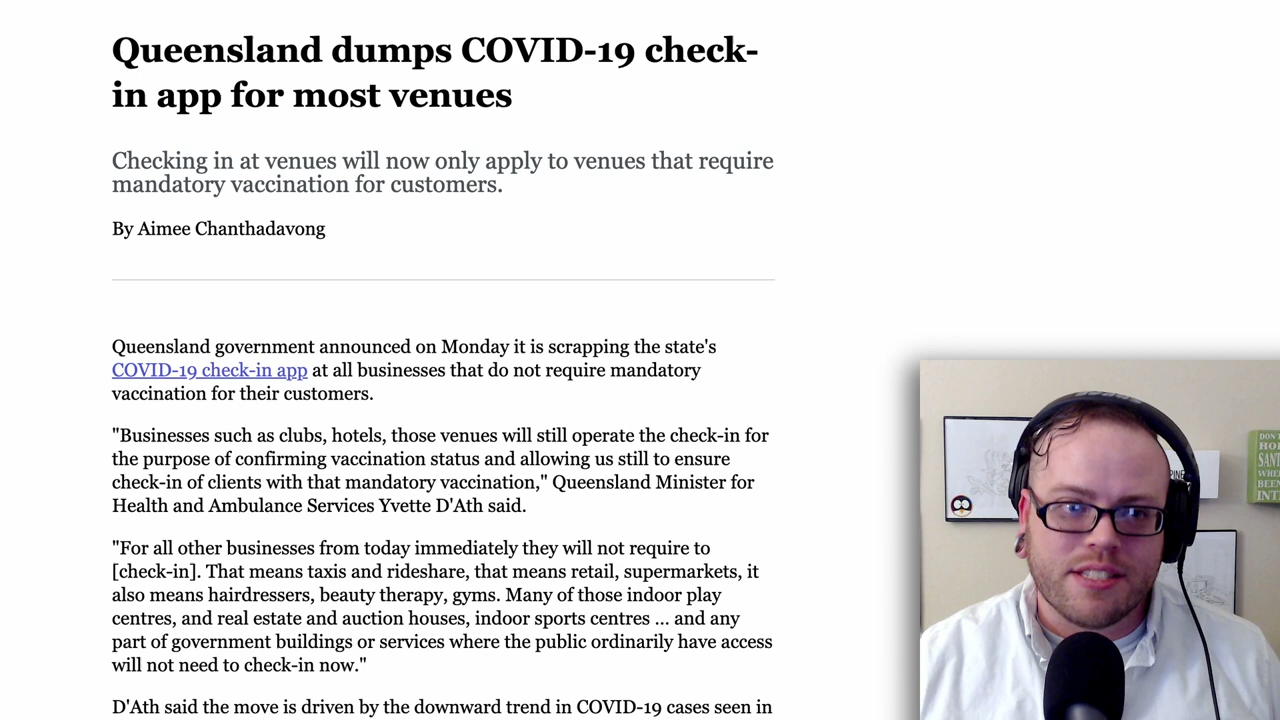 Queensland dumps COVID-19 check-
in app for most venues
Checking in at venues will now only apply to venues that require
mandatory vaccination for customers.
By Aimee Chanthadavong
Queensland government announced on Monday it is scrapping the state's
COVID-19 check-in app at all businesses that do not require mandatory
vaccination for their customers.
"Businesses such as clubs, hotels, those venues will still operate the check-in for
the purpose of confirming vaccination status and allowing us still to ensure
check-in of clients with that mandatory vaccination," Queensland Minister for
Health and Ambulance Services Yvette D'Ath said.
"For all other businesses from today immediately they will not require to
[check-in]. That means taxis and rideshare, that means retail, supermarkets, it
also means hairdressers, beauty therapy, gyms. Many of those indoor play
centres, and real estate and auction houses, indoor sports centres ... and any
part of government buildings or services where the public ordinarily have access
will not need to check-in now."
D'Ath said the move is driven by the downward trend in COVID-19 cases seen in